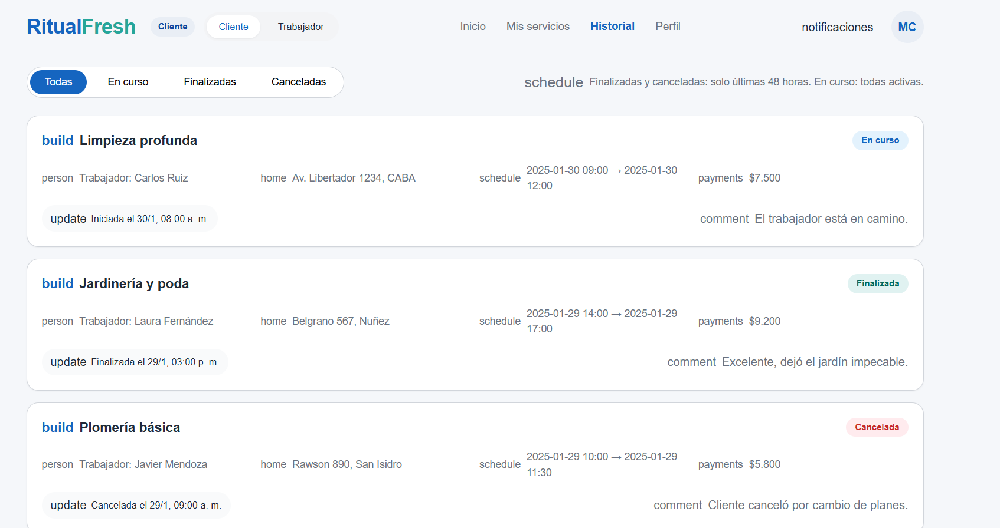 RitualFresh Cliente Cliente Trabajador Inicio Mis servicios Historial Perfil notificaciones MC
Todas En curso Finalizadas Canceladas schedule Finalizadas y canceladas: solo últimas 48 horas. En curso: todas activas.
build Limpieza profunda En curso
person Trabajador: Carlos Ruiz home Av. Libertador 1234, CABA schedule 2025-01-30 09:00 → 2025-01-30
12:00 payments $7.500
update Iniciada el 30/1, 08:00 a. m. comment El trabajador está en camino.
build Jardinería y poda Finalizada
person Trabajador: Laura Fernández home Belgrano 567, Nuñez schedule 2025-01-29 14:00 → 2025-01-29
17:00 payments $9.200
update Finalizada el 29/1, 03:00 p. m. comment Excelente, dejó el jardín impecable.
build Plomería básica Cancelada
person Trabajador: Javier Mendoza home Rawson 890, San Isidro schedule 2025-01-29 10:00 → 2025-01-29
11:30 payments $5.800
update Cancelada el 29/1, 09:00 a. m. comment Cliente canceló por cambio de planes.